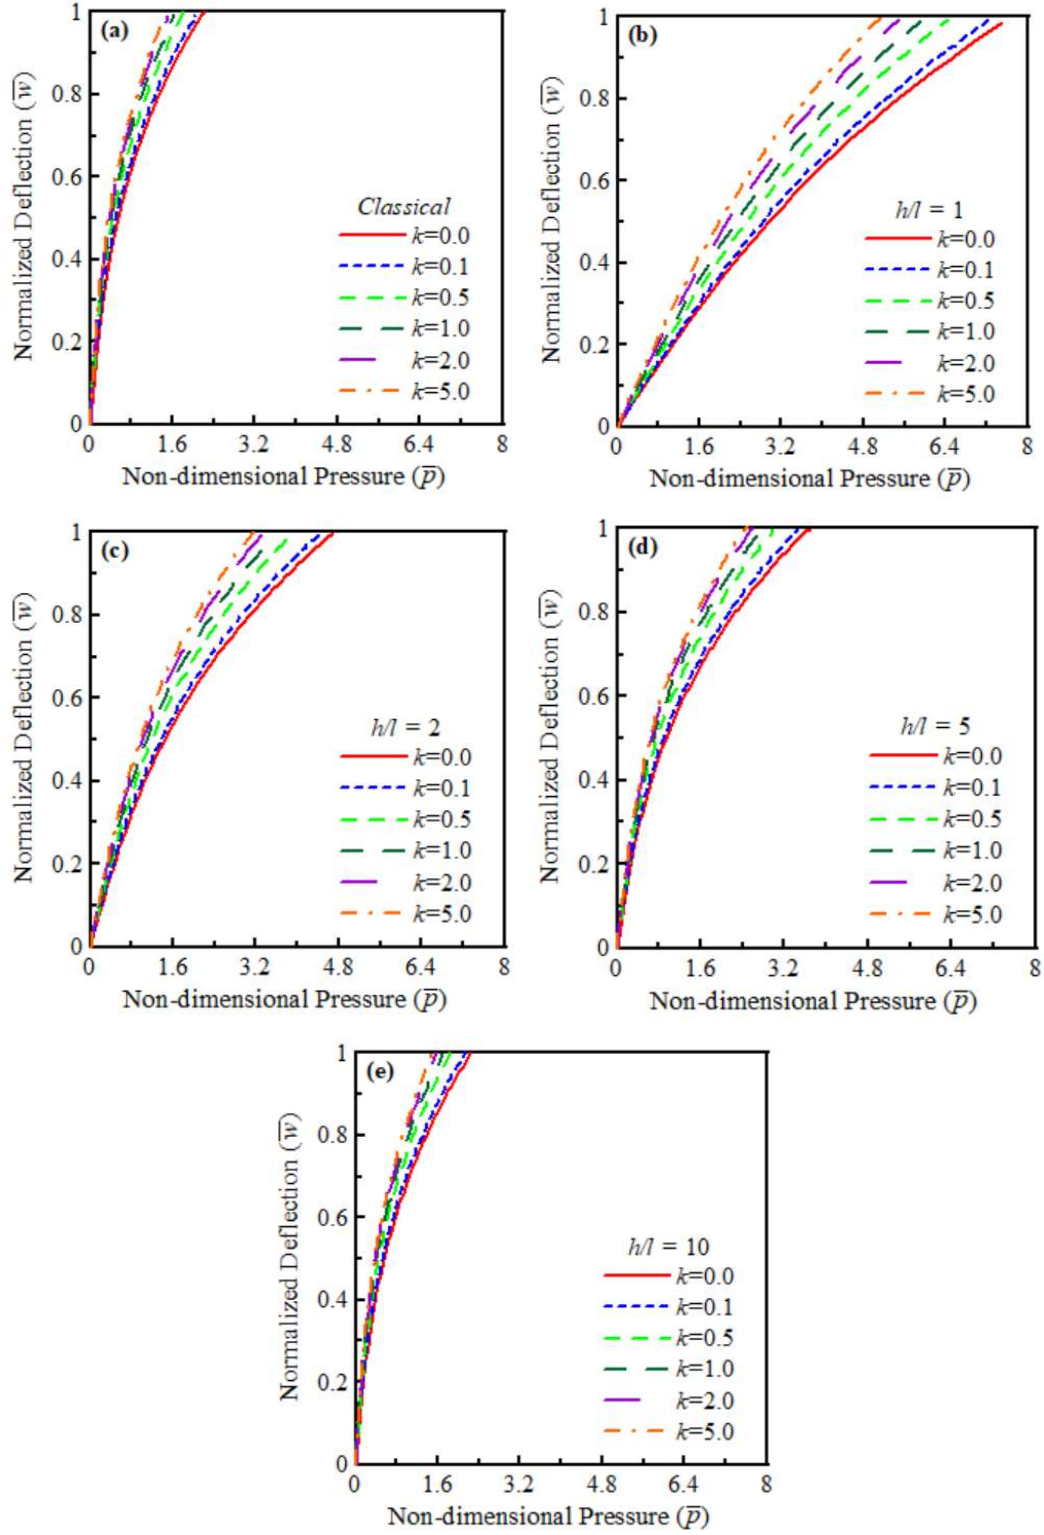 (a)
Normalized Deflection (w̅)
1
0.8
0.6
0.4
0.2
0
Classical
k=0.0
k=0.1
k=0.5
k=1.0
k=2.0
k=5.0
0 1.6 3.2 4.8 6.4 8
Non-dimensional Pressure (p̅)
(b)
Normalized Deflection (w̅)
1
0.8
0.6
0.4
0.2
0
h/l = 1
k=0.0
k=0.1
k=0.5
k=1.0
k=2.0
k=5.0
0 1.6 3.2 4.8 6.4 8
Non-dimensional Pressure (p̅)
(c)
Normalized Deflection (w̅)
1
0.8
0.6
0.4
0.2
0
h/l = 2
k=0.0
k=0.1
k=0.5
k=1.0
k=2.0
k=5.0
0 1.6 3.2 4.8 6.4 8
Non-dimensional Pressure (p̅)
(d)
Normalized Deflection (w̅)
1
0.8
0.6
0.4
0.2
0
h/l = 5
k=0.0
k=0.1
k=0.5
k=1.0
k=2.0
k=5.0
0 1.6 3.2 4.8 6.4 8
Non-dimensional Pressure (p̅)
(e)
Normalized Deflection (w̅)
1
0.8
0.6
0.4
0.2
0
h/l = 10
k=0.0
k=0.1
k=0.5
k=1.0
k=2.0
k=5.0
0 1.6 3.2 4.8 6.4 8
Non-dimensional Pressure (p̅)